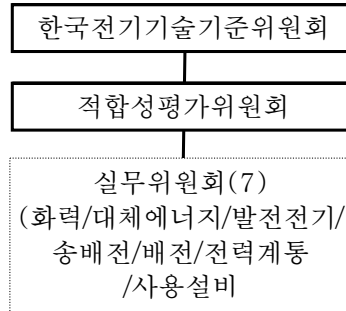 한국전기기술기준위원회
적합성평가위원회
실무위원회(7)
(화력/대체에너지/발전전기/
송배전/배전/전력계통
/사용설비